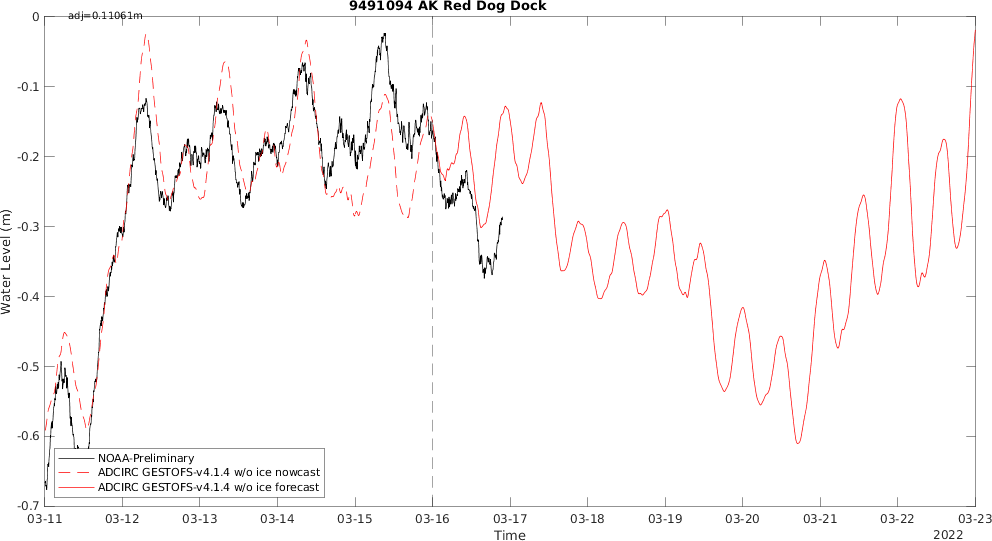 9491094 AK Red Dog Dock
adj=0.11061m
0
-0.1
-0.2
-0.3
-0.4
-0.5
-0.6
-0.7
Water Level (m)
NOAA-Preliminary
ADCIRC GESTOFS-v4.1.4 w/o ice nowcast
ADCIRC GESTOFS-v4.1.4 w/o ice forecast
03-11 03-12 03-13 03-14 03-15 03-16 03-17 03-18 03-19 03-20 03-21 03-22 03-23
Time
2022